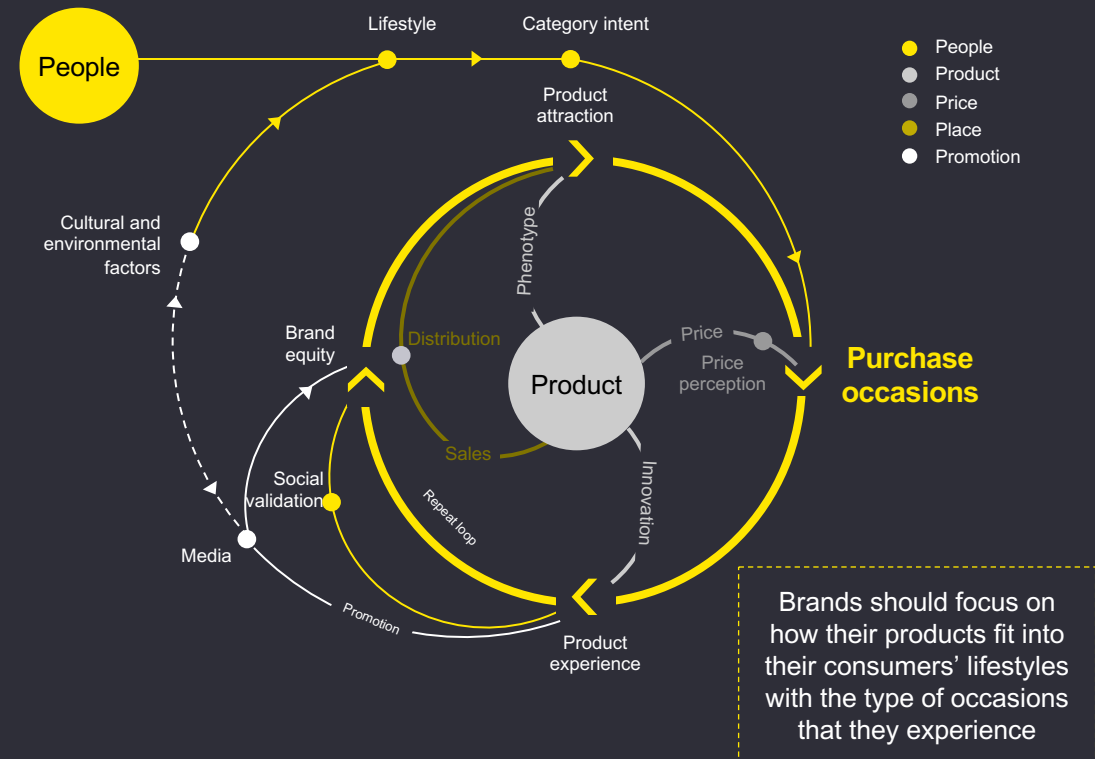 People
Lifestyle
Category intent
People
Product
Price
Place
Promotion
Product
attraction
Cultural and
environmental
factors
Phenotype
Brand
equity
Distribution
Price
Price
perception
Product
Purchase
occasions
Sales
Innovation
Social
validation
Repeat loop
Media
Promotion
Product
experience
Brands should focus on
how their products fit into
their consumers’ lifestyles
with the type of occasions
that they experience